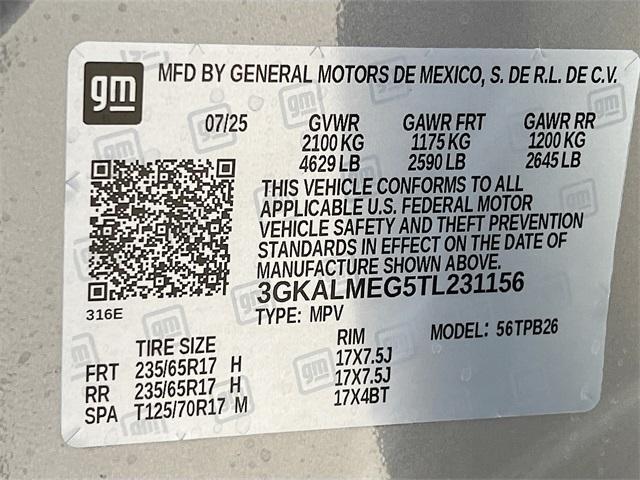 gm MFD BY GENERAL MOTORS DE MEXICO, S. DE R.L. DE C.V.
07/25 GVWR GAWR FRT GAWR RR
2100 KG 1175 KG 1200 KG
4629 LB 2590 LB 2645 LB
THIS VEHICLE CONFORMS TO ALL
APPLICABLE U.S. FEDERAL MOTOR
VEHICLE SAFETY AND THEFT PREVENTION
STANDARDS IN EFFECT ON THE DATE OF
MANUFACTURE SHOWN ABOVE.
3GKALMEG5TL231156
316E
TYPE: MPV MODEL: 56TPB26
TIRE SIZE RIM
FRT 235/65R17 H 17X7.5J
RR 235/65R17 H 17X7.5J
SPA T125/70R17 M 17X4BT